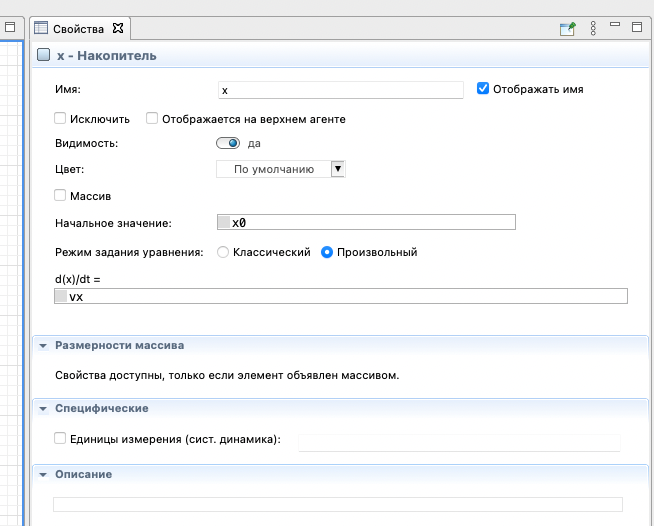 Свойства
x - Накопитель
Имя: x Отображать имя
Исключить Отображается на верхнем агенте
Видимость: да
Цвет: По умолчанию
Массив
Начальное значение: x0
Режим задания уравнения: Классический Произвольный
d(x)/dt =
vx
Размерности массива
Свойства доступны, только если элемент объявлен массивом.
Специфические
Единицы измерения (сист. динамика):
Описание